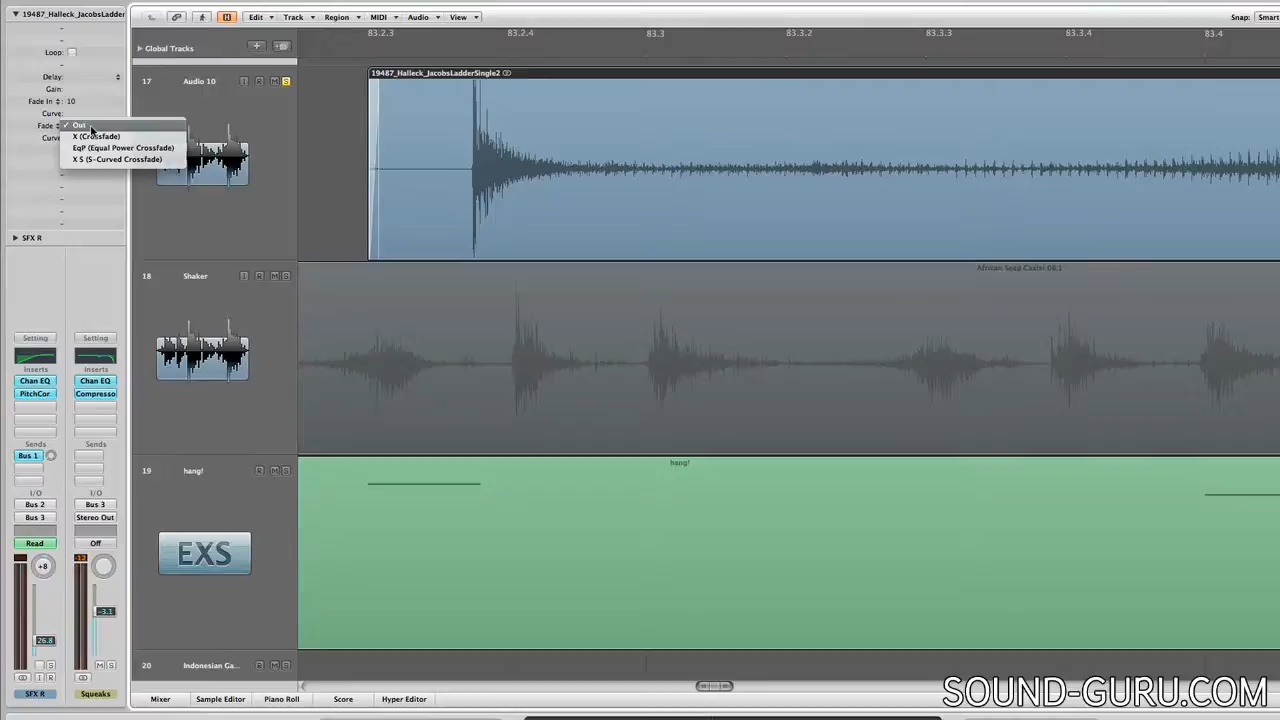 19487_Halleck_JacobsLadder
Edit Track Region MIDI Audio View Snap: Smart
Global Tracks
83.2.3 83.2.4 83.3 83.3.2 83.3.3 83.3.4 83.4
Loop:
Delay:
Gain:
Fade In : 10
Curve:
Fade
Out
X (Crossfade)
EqP (Equal Power Crossfade)
X S (S-Curved Crossfade)
Curve
SFX R
17 Audio 10 I R M S
19487_Halleck_JacobsLadderSingle2
18 Shaker I R M S
African Seed Caxixi 08.1
19 hang! R M S
hang!
EXS
20 Indonesian Ga... R M S
Setting Setting
Inserts Inserts
Chan EQ Chan EQ
PitchCor Compresso
Sends Sends
Bus 1
I/O I/O
Bus 2 Bus 3
Bus 3 Stereo Out
Read Off
+8
-3.1
26.8
S M S
I R
SFX R Squeaks
Mixer Sample Editor Piano Roll Score Hyper Editor
SOUND-GURU.COM